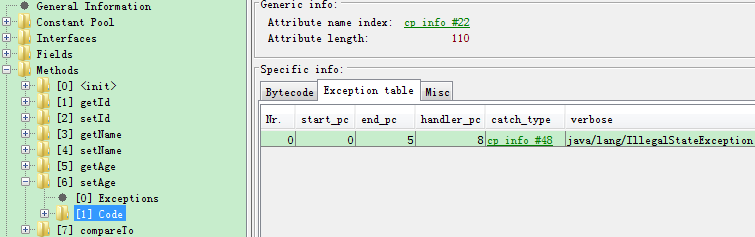 General Information
Constant Pool
Interfaces
Fields
Methods
[0] <init>
[1] getId
[2] setId
[3] getName
[4] setName
[5] getAge
[6] setAge
[0] Exceptions
[1] Code
[7] compareTo
Generic info:
Attribute name index: cp info #22
Attribute length: 110
Specific info:
Bytecode Exception table Misc
Nr. start_pc end_pc handler_pc catch_type verbose
0 0 5 8 cp info #48 java/lang/IllegalStateException